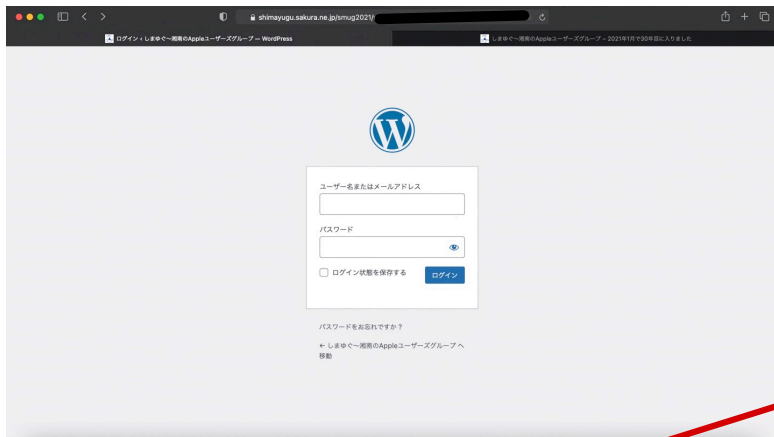 shimayugu.sakura.ne.jp/smug2021/
ログイン ‹ しまゆぐ〜湘南のAppleユーザーズグループ — WordPress
しまゆぐ〜湘南のAppleユーザーズグループ – 2021年1月で30年目に入りました
ユーザー名またはメールアドレス
パスワード
ログイン状態を保存する
ログイン
パスワードをお忘れですか ?
← しまゆぐ〜湘南のAppleユーザーズグループ へ
移動